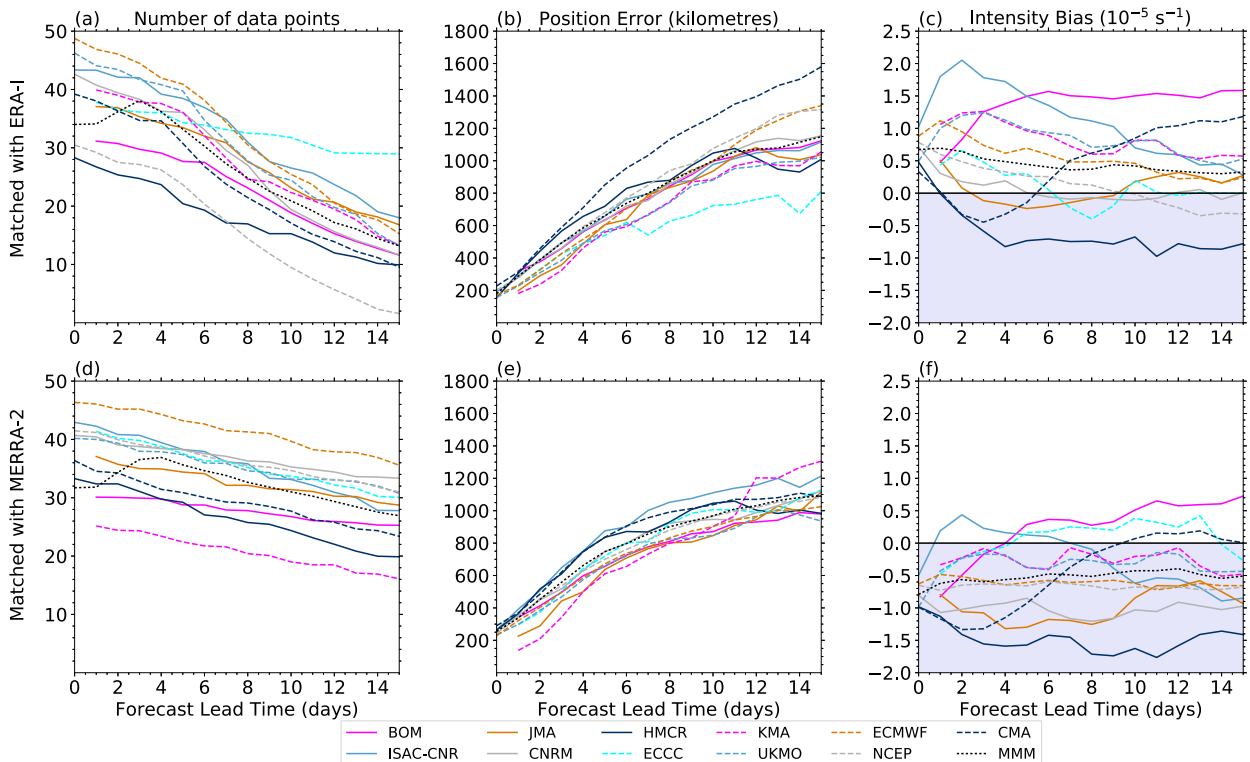 (a) Number of data points
(b) Position Error (kilometres)
(c) Intensity Bias (10⁻⁵ s⁻¹)
Matched with ERA-I
50
40
30
20
10
0 2 4 6 8 10 12 14
1800
1600
1400
1200
1000
800
600
400
200
0 2 4 6 8 10 12 14
2.5
2.0
1.5
1.0
0.5
0.0
−0.5
−1.0
−1.5
−2.0
0 2 4 6 8 10 12 14
(d)
(e)
(f)
Matched with MERRA-2
50
40
30
20
10
0 2 4 6 8 10 12 14
Forecast Lead Time (days)
1800
1600
1400
1200
1000
800
600
400
200
0 2 4 6 8 10 12 14
Forecast Lead Time (days)
2.5
2.0
1.5
1.0
0.5
0.0
−0.5
−1.0
−1.5
−2.0
0 2 4 6 8 10 12 14
Forecast Lead Time (days)
BOM JMA HMCR KMA ECMWF CMA
ISAC-CNR CNRM ECCC UKMO NCEP MMM